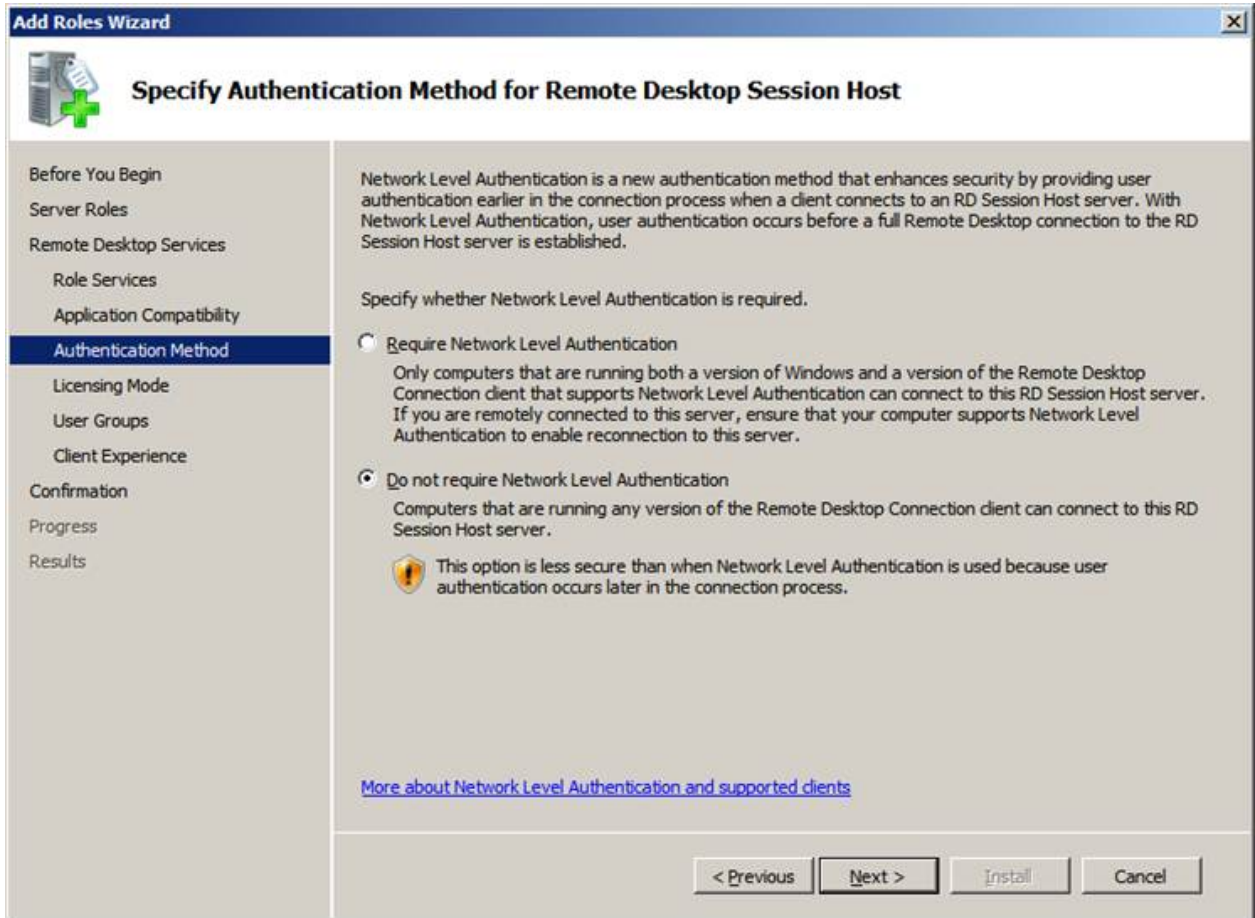 Add Roles Wizard
Specify Authentication Method for Remote Desktop Session Host
Before You Begin
Server Roles
Remote Desktop Services
Role Services
Application Compatibility
Authentication Method
Licensing Mode
User Groups
Client Experience
Confirmation
Progress
Results
Network Level Authentication is a new authentication method that enhances security by providing user
authentication earlier in the connection process when a client connects to an RD Session Host server. With
Network Level Authentication, user authentication occurs before a full Remote Desktop connection to the RD
Session Host server is established.
Specify whether Network Level Authentication is required.
Require Network Level Authentication
Only computers that are running both a version of Windows and a version of the Remote Desktop
Connection client that supports Network Level Authentication can connect to this RD Session Host server.
If you are remotely connected to this server, ensure that your computer supports Network Level
Authentication to enable reconnection to this server.
Do not require Network Level Authentication
Computers that are running any version of the Remote Desktop Connection client can connect to this RD
Session Host server.
This option is less secure than when Network Level Authentication is used because user
authentication occurs later in the connection process.
More about Network Level Authentication and supported clients
< Previous
Next >
Install
Cancel